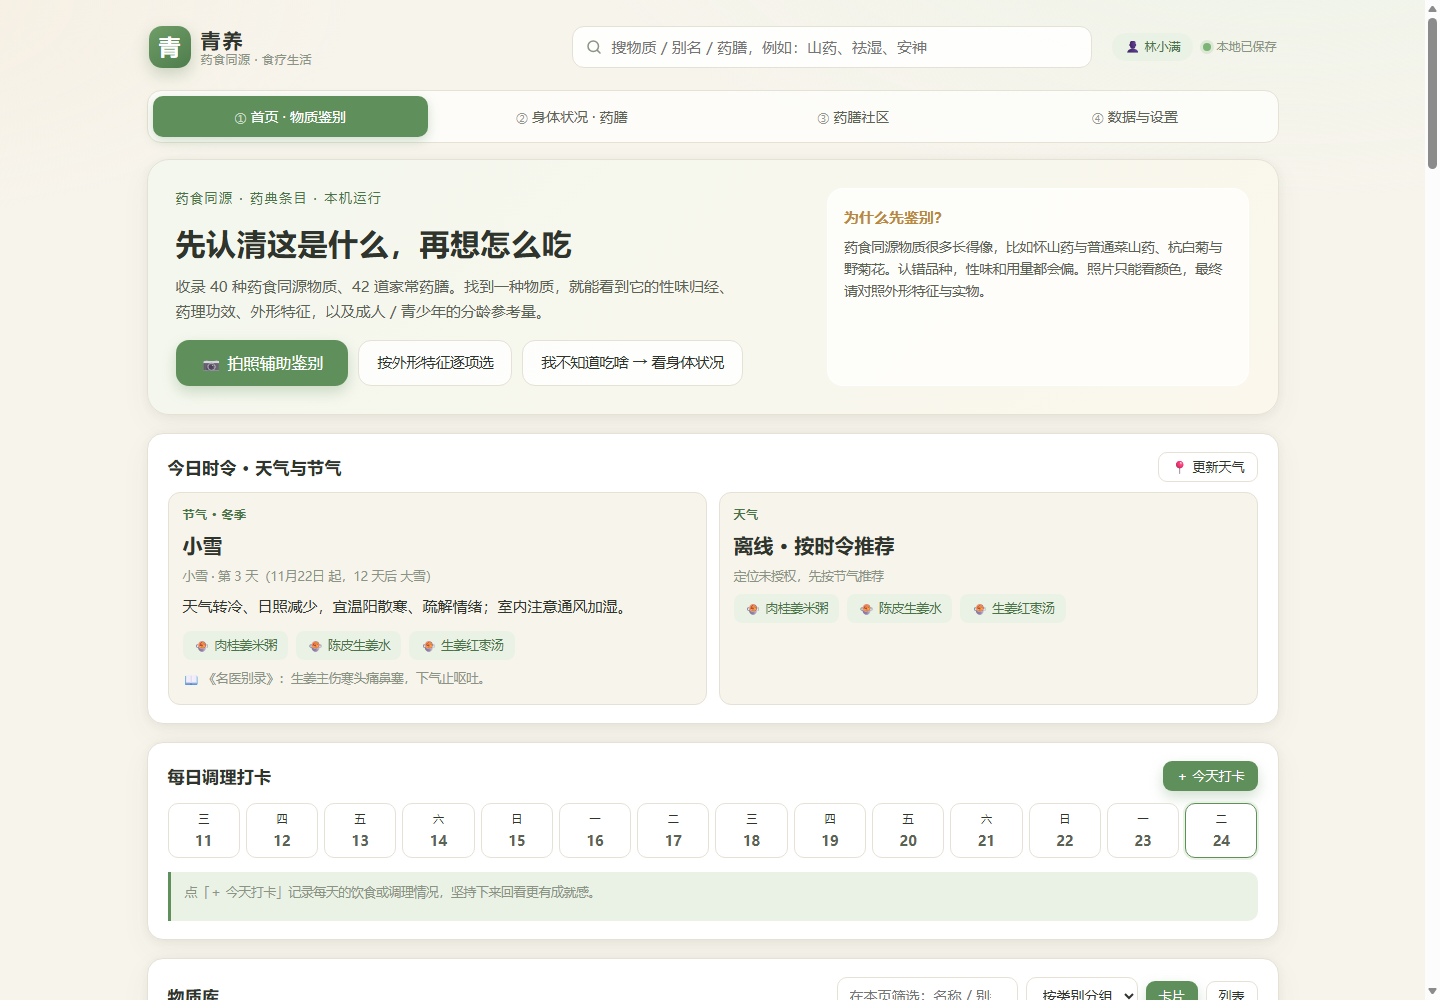 青
青养
药食同源 · 食疗生活
搜物质 / 别名 / 药膳，例如：山药、祛湿、安神
林小满
本地已保存
① 首页 · 物质鉴别
② 身体状况 · 药膳
③ 药膳社区
④ 数据与设置
药食同源 · 药典条目 · 本机运行
先认清这是什么，再想怎么吃
收录 40 种药食同源物质、42 道家常药膳。找到一种物质，就能看到它的性味归经、
药理功效、外形特征，以及成人 / 青少年的分龄参考量。
拍照辅助鉴别
按外形特征逐项选
我不知道吃啥 → 看身体状况
为什么先鉴别？
药食同源物质很多长得像，比如怀山药与普通菜山药、杭白菊与
野菊花。认错品种，性味和用量都会偏。照片只能看颜色，最终
请对照外形特征与实物。
今日时令 · 天气与节气
更新天气
节气 · 冬季
小雪
小雪 · 第 3 天（11月22日 起，12 天后 大雪）
天气转冷、日照减少，宜温阳散寒、疏解情绪；室内注意通风加湿。
肉桂姜米粥
陈皮生姜水
生姜红枣汤
《名医别录》：生姜主伤寒头痛鼻塞，下气止呕吐。
天气
离线 · 按时令推荐
定位未授权，先按节气推荐
肉桂姜米粥
陈皮生姜水
生姜红枣汤
每日调理打卡
+ 今天打卡
三
11
四
12
五
13
六
14
日
15
一
16
二
17
三
18
四
19
五
20
六
21
日
22
一
23
二
24
点「+ 今天打卡」记录每天的饮食或调理情况，坚持下来回看更有成就感。
物质库
在本页筛选：名称 / 别
按类别分组
卡片
列表